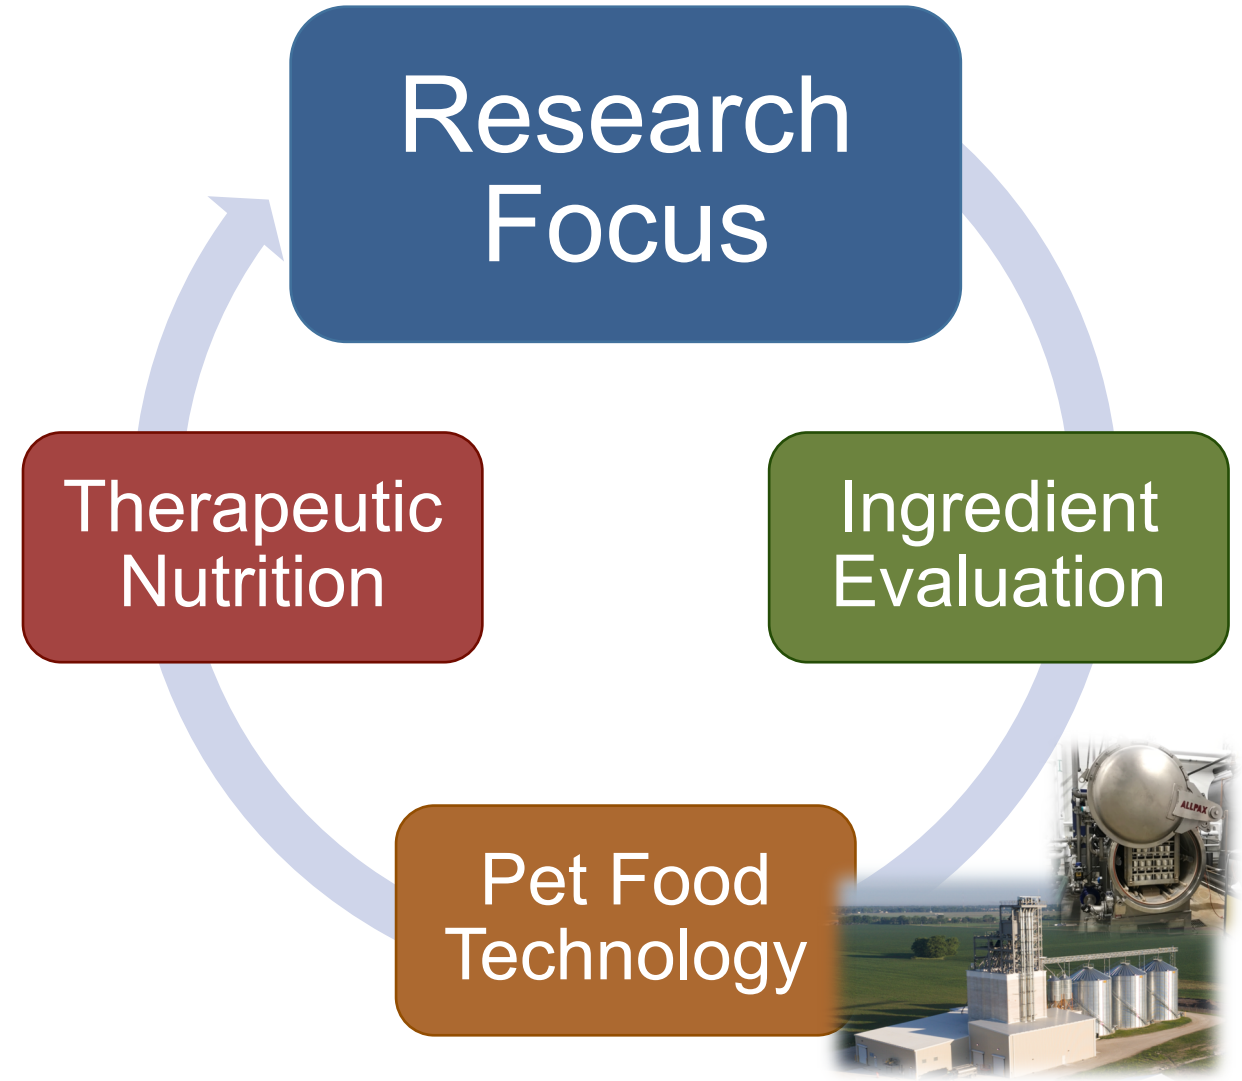 Research
Focus
Therapeutic
Nutrition
Ingredient
Evaluation
Pet Food
Technology
ALLPAX